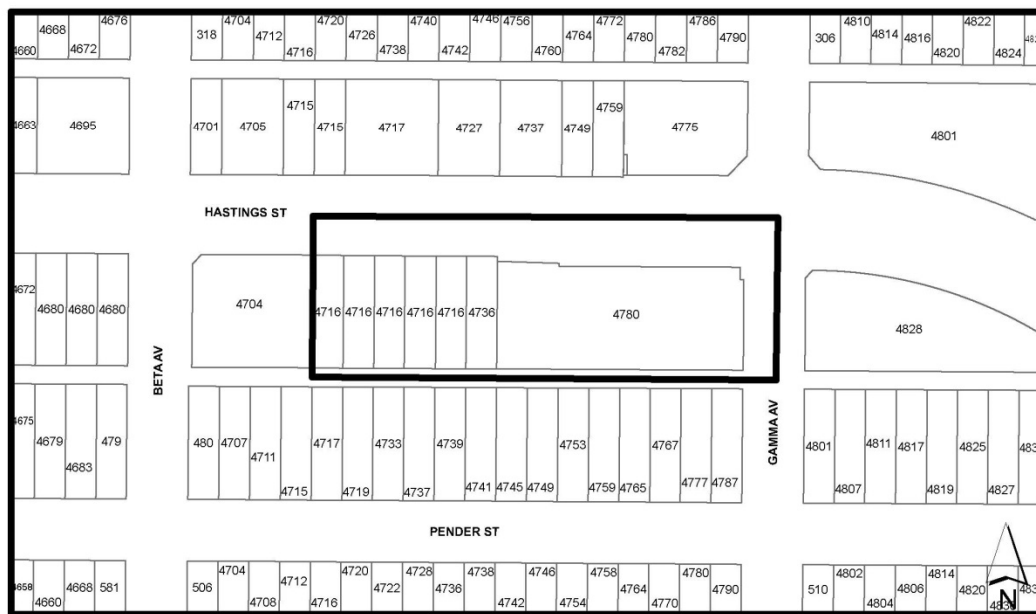 4660 4668 4672 4676 318 4704 4712 4716 4720 4726 4738 4740 4742 4746 4756 4760 4764 4772 4780 4782 4786 4790 306 4810 4814 4816 4820 4822 4824
4663 4695 4701 4705 4715 4715 4717 4727 4737 4749 4759 4775 4801
HASTINGS ST
4672 4680 4680 4680 4704 4716 4716 4716 4716 4716 4736 4780 4828
BETA AV
GAMMA AV
4675 4679 4683 479 480 4707 4711 4715 4717 4719 4733 4737 4739 4741 4745 4749 4753 4759 4765 4767 4777 4787 4801 4807 4811 4817 4819 4825 4827
PENDER ST
4658 4660 4668 581 506 4704 4708 4712 4716 4720 4722 4728 4736 4738 4742 4746 4754 4758 4764 4770 4780 4790 510 4802 4804 4806 4814 4820
N